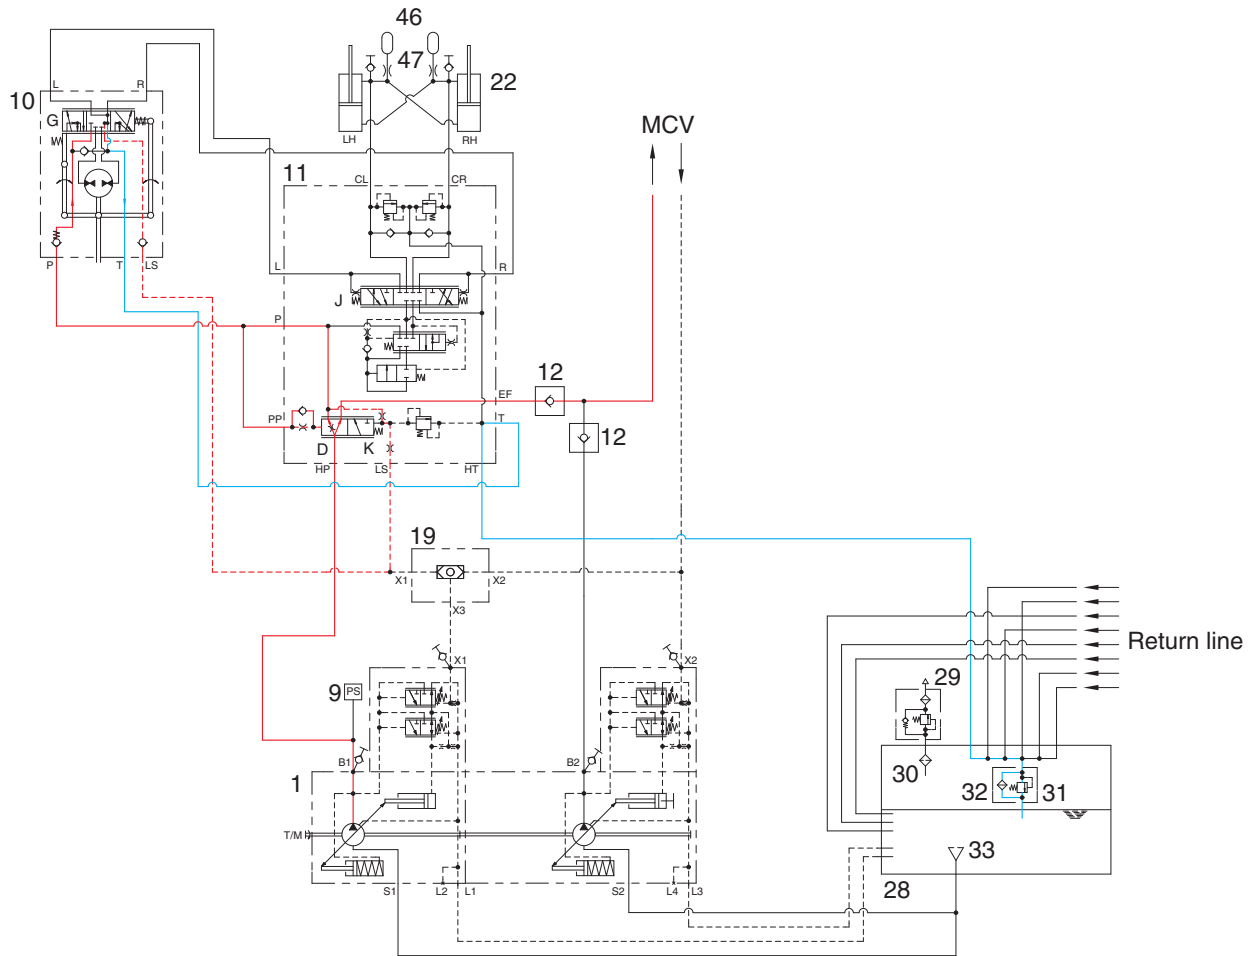 46
47
22
L
R
10
G
LH
RH
MCV
11
CL
CR
P
T
LS
L
R
J
P
12
EF
PP
T
12
D
K
HP
LS
HT
19
X1
X2
X3
X1
X2
Return line
9
PS
29
B1
B2
30
1
32
31
T/M
33
S1
L2
L1
S2
L4
L3
28